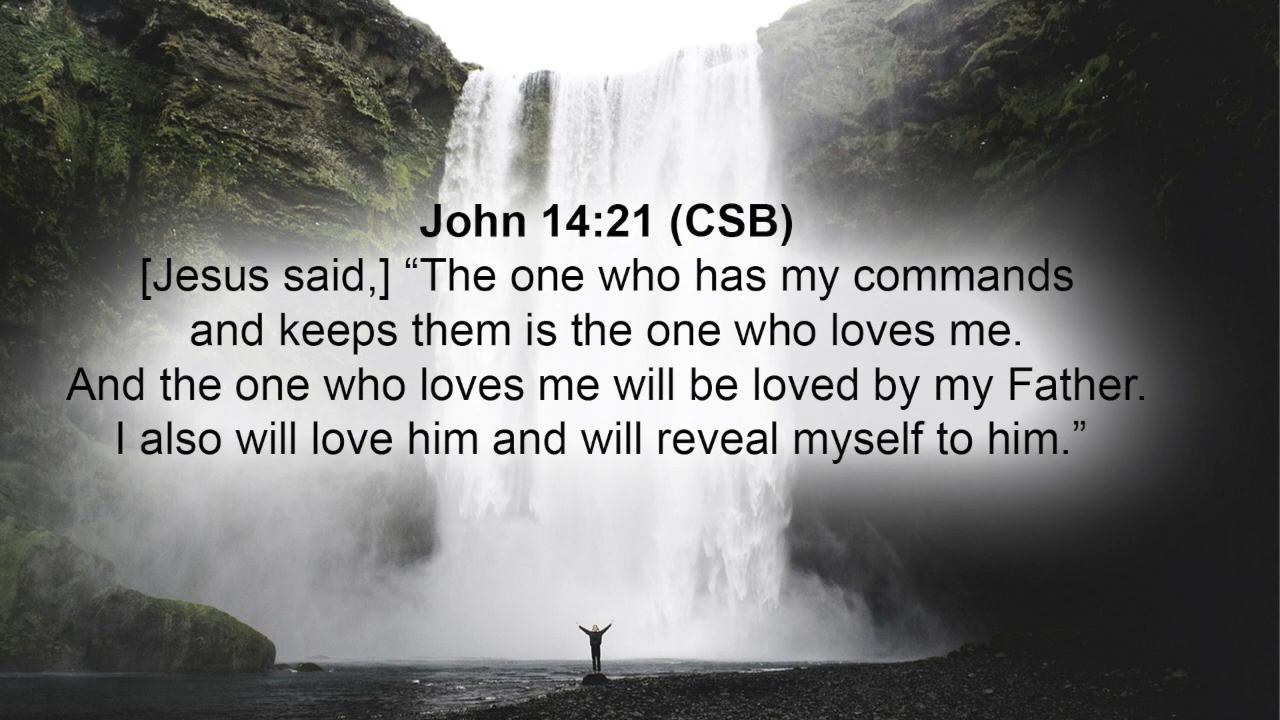 John 14:21 (CSB)
[Jesus said,] “The one who has my commands
and keeps them is the one who loves me.
And the one who loves me will be loved by my Father.
I also will love him and will reveal myself to him.”